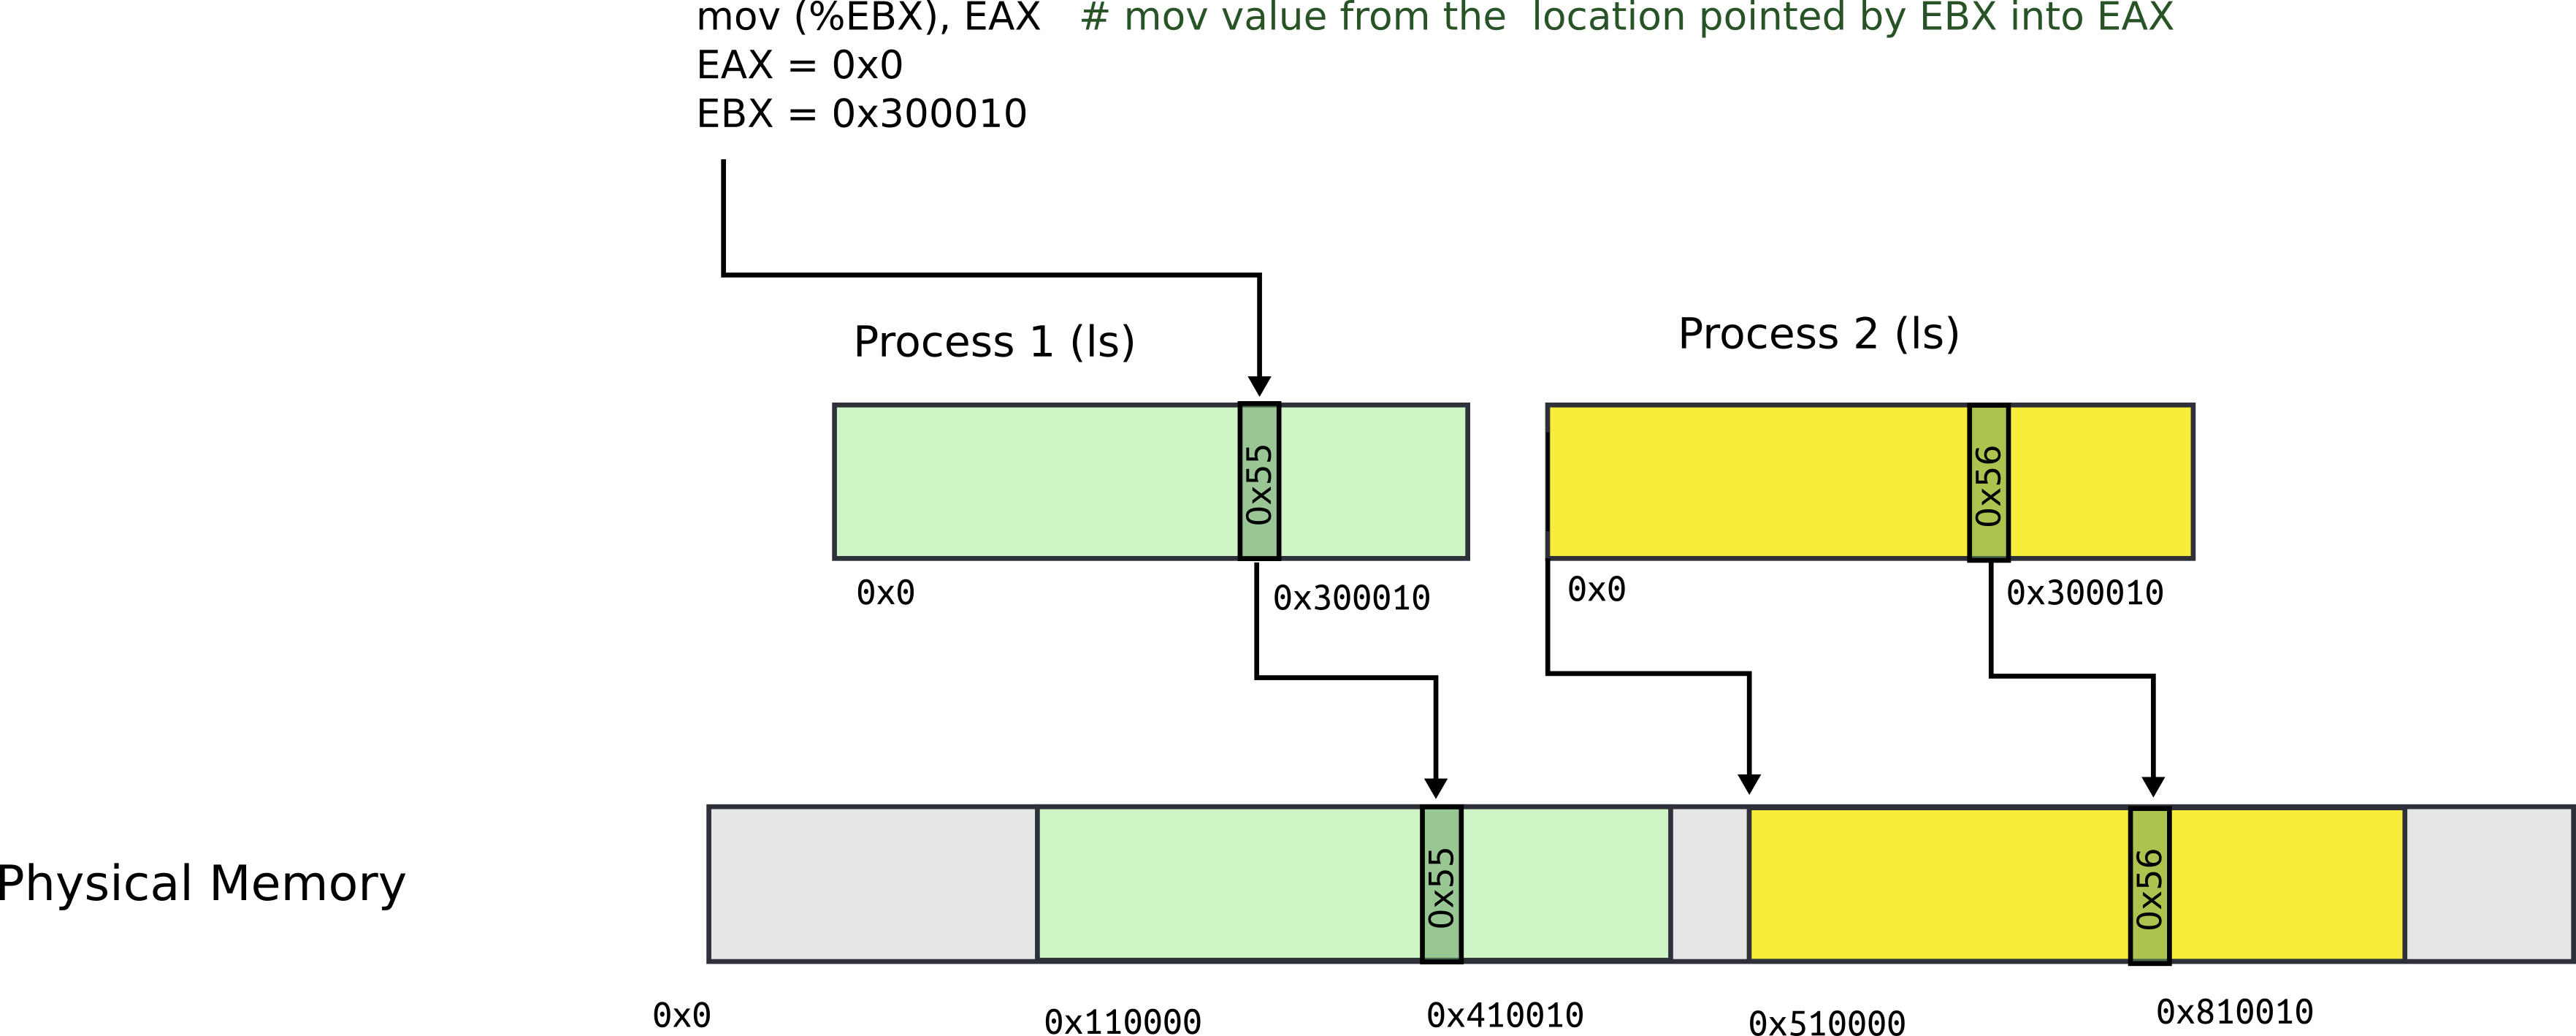 mov (%EBX), EAX # mov value from the location pointed by EBX into EAX
EAX = 0x0
EBX = 0x300010
Process 1 (ls)
Process 2 (ls)
0x55
0x56
0x0
0x300010
0x0
0x300010
Physical Memory
0x55
0x56
0x0
0x110000
0x410010
0x510000
0x810010